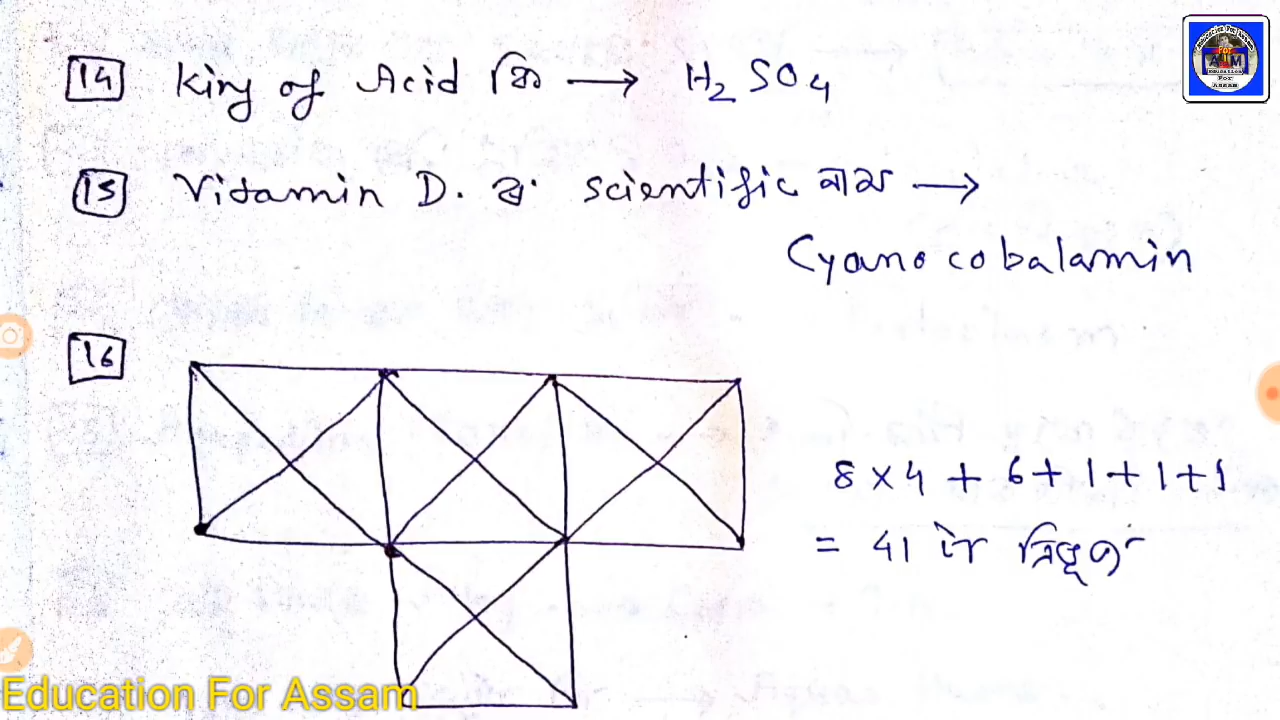 14 King of Acid কি → H₂SO₄
15 Vitamin D. ৰ scientific নাম →
Cyanocobalamin
16
8 × 4 + 6 + 1 + 1 + 1
= 41 টা ত্ৰিভূজ
Education For Assam